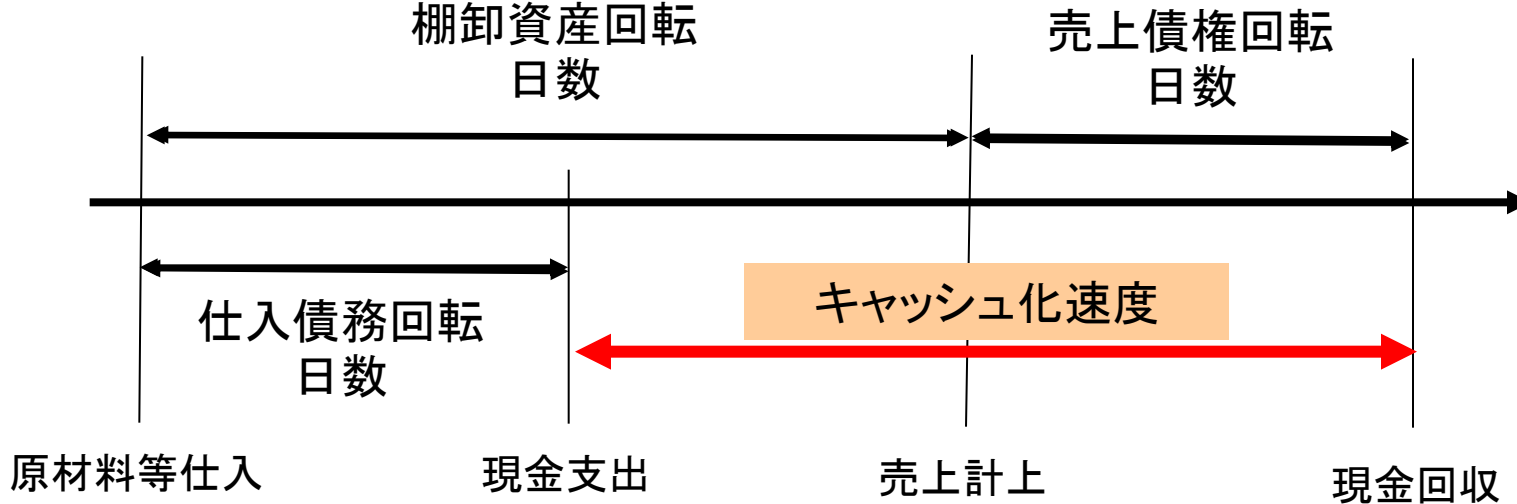 棚卸資産回転
日数
売上債権回転
日数
仕入債務回転
日数
キャッシュ化速度
原材料等仕入
現金支出
売上計上
現金回収